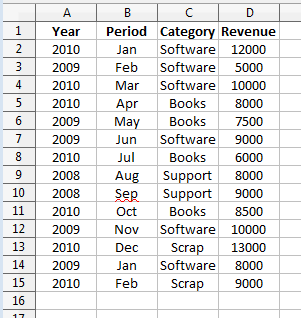 A B C D
1 Year Period Category Revenue
2 2010 Jan Software 12000
3 2009 Feb Software 5000
4 2010 Mar Software 10000
5 2010 Apr Books 8000
6 2009 May Books 7500
7 2009 Jun Software 9000
8 2010 Jul Books 6000
9 2008 Aug Support 8000
10 2008 Sep Support 9000
11 2010 Oct Books 8500
12 2009 Nov Software 10000
13 2010 Dec Scrap 13000
14 2009 Jan Software 8000
15 2010 Feb Scrap 9000
16